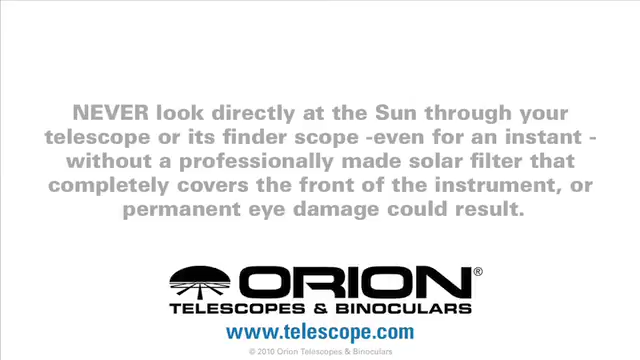 NEVER look directly at the Sun through your
telescope or its finder scope -even for an instant -
without a professionally made solar filter that
completely covers the front of the instrument, or
permanent eye damage could result.
ORION®
TELESCOPES & BINOCULARS
www.telescope.com
© 2010 Orion Telescopes & Binoculars